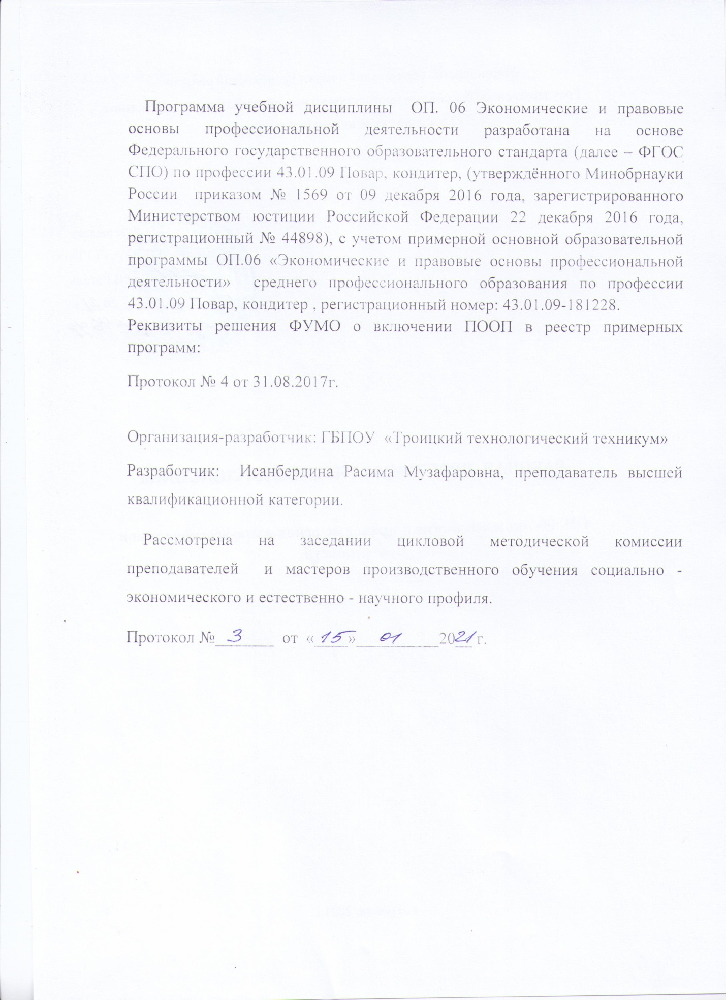 Программа учебной дисциплины ОП. 06 Экономические и правовые
основы профессиональной деятельности разработана на основе
Федерального государственного образовательного стандарта (далее – ФГОС
СПО) по профессии 43.01.09 Повар, кондитер, (утверждённого Минобрнауки
России приказом № 1569 от 09 декабря 2016 года, зарегистрированного
Министерством юстиции Российской Федерации 22 декабря 2016 года,
регистрационный № 44898), с учетом примерной основной образовательной
программы ОП.06 «Экономические и правовые основы профессиональной
деятельности» среднего профессионального образования по профессии
43.01.09 Повар, кондитер , регистрационный номер: 43.01.09-181228.
Реквизиты решения ФУМО о включении ПООП в реестр примерных
программ:
Протокол № 4 от 31.08.2017г.
Организация-разработчик: ГБПОУ «Троицкий технологический техникум»
Разработчик: Исанбердина Расима Музафаровна, преподаватель высшей
квалификационной категории.
Рассмотрена на заседании цикловой методической комиссии
преподавателей и мастеров производственного обучения социально -
экономического и естественно - научного профиля.
Протокол № 3 от «15» 01 2021 г.